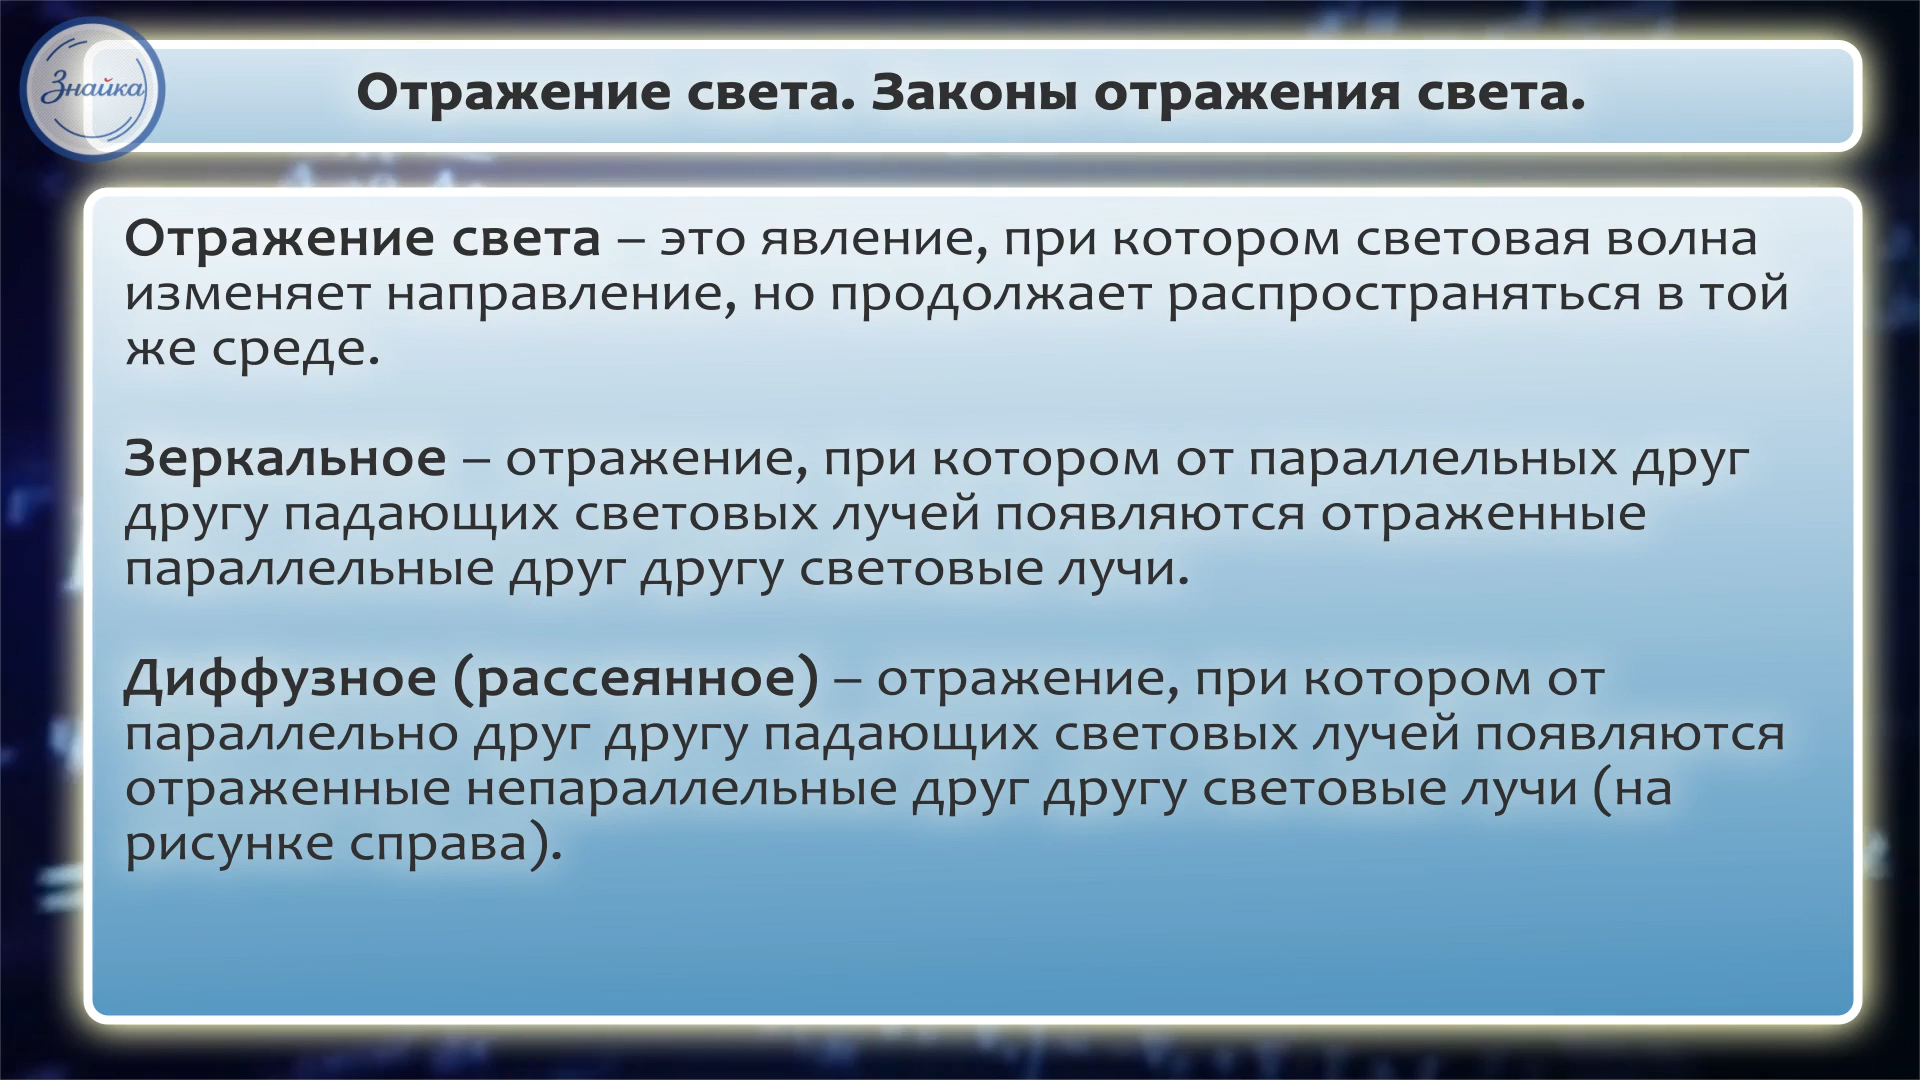 Знайка
Отражение света. Законы отражения света.
Отражение света – это явление, при котором световая волна
изменяет направление, но продолжает распространяться в той
же среде.
Зеркальное – отражение, при котором от параллельных друг
другу падающих световых лучей появляются отраженные
параллельные друг другу световые лучи.
Диффузное (рассеянное) – отражение, при котором от
параллельно друг другу падающих световых лучей появляются
отраженные непараллельные друг другу световые лучи (на
рисунке справа).